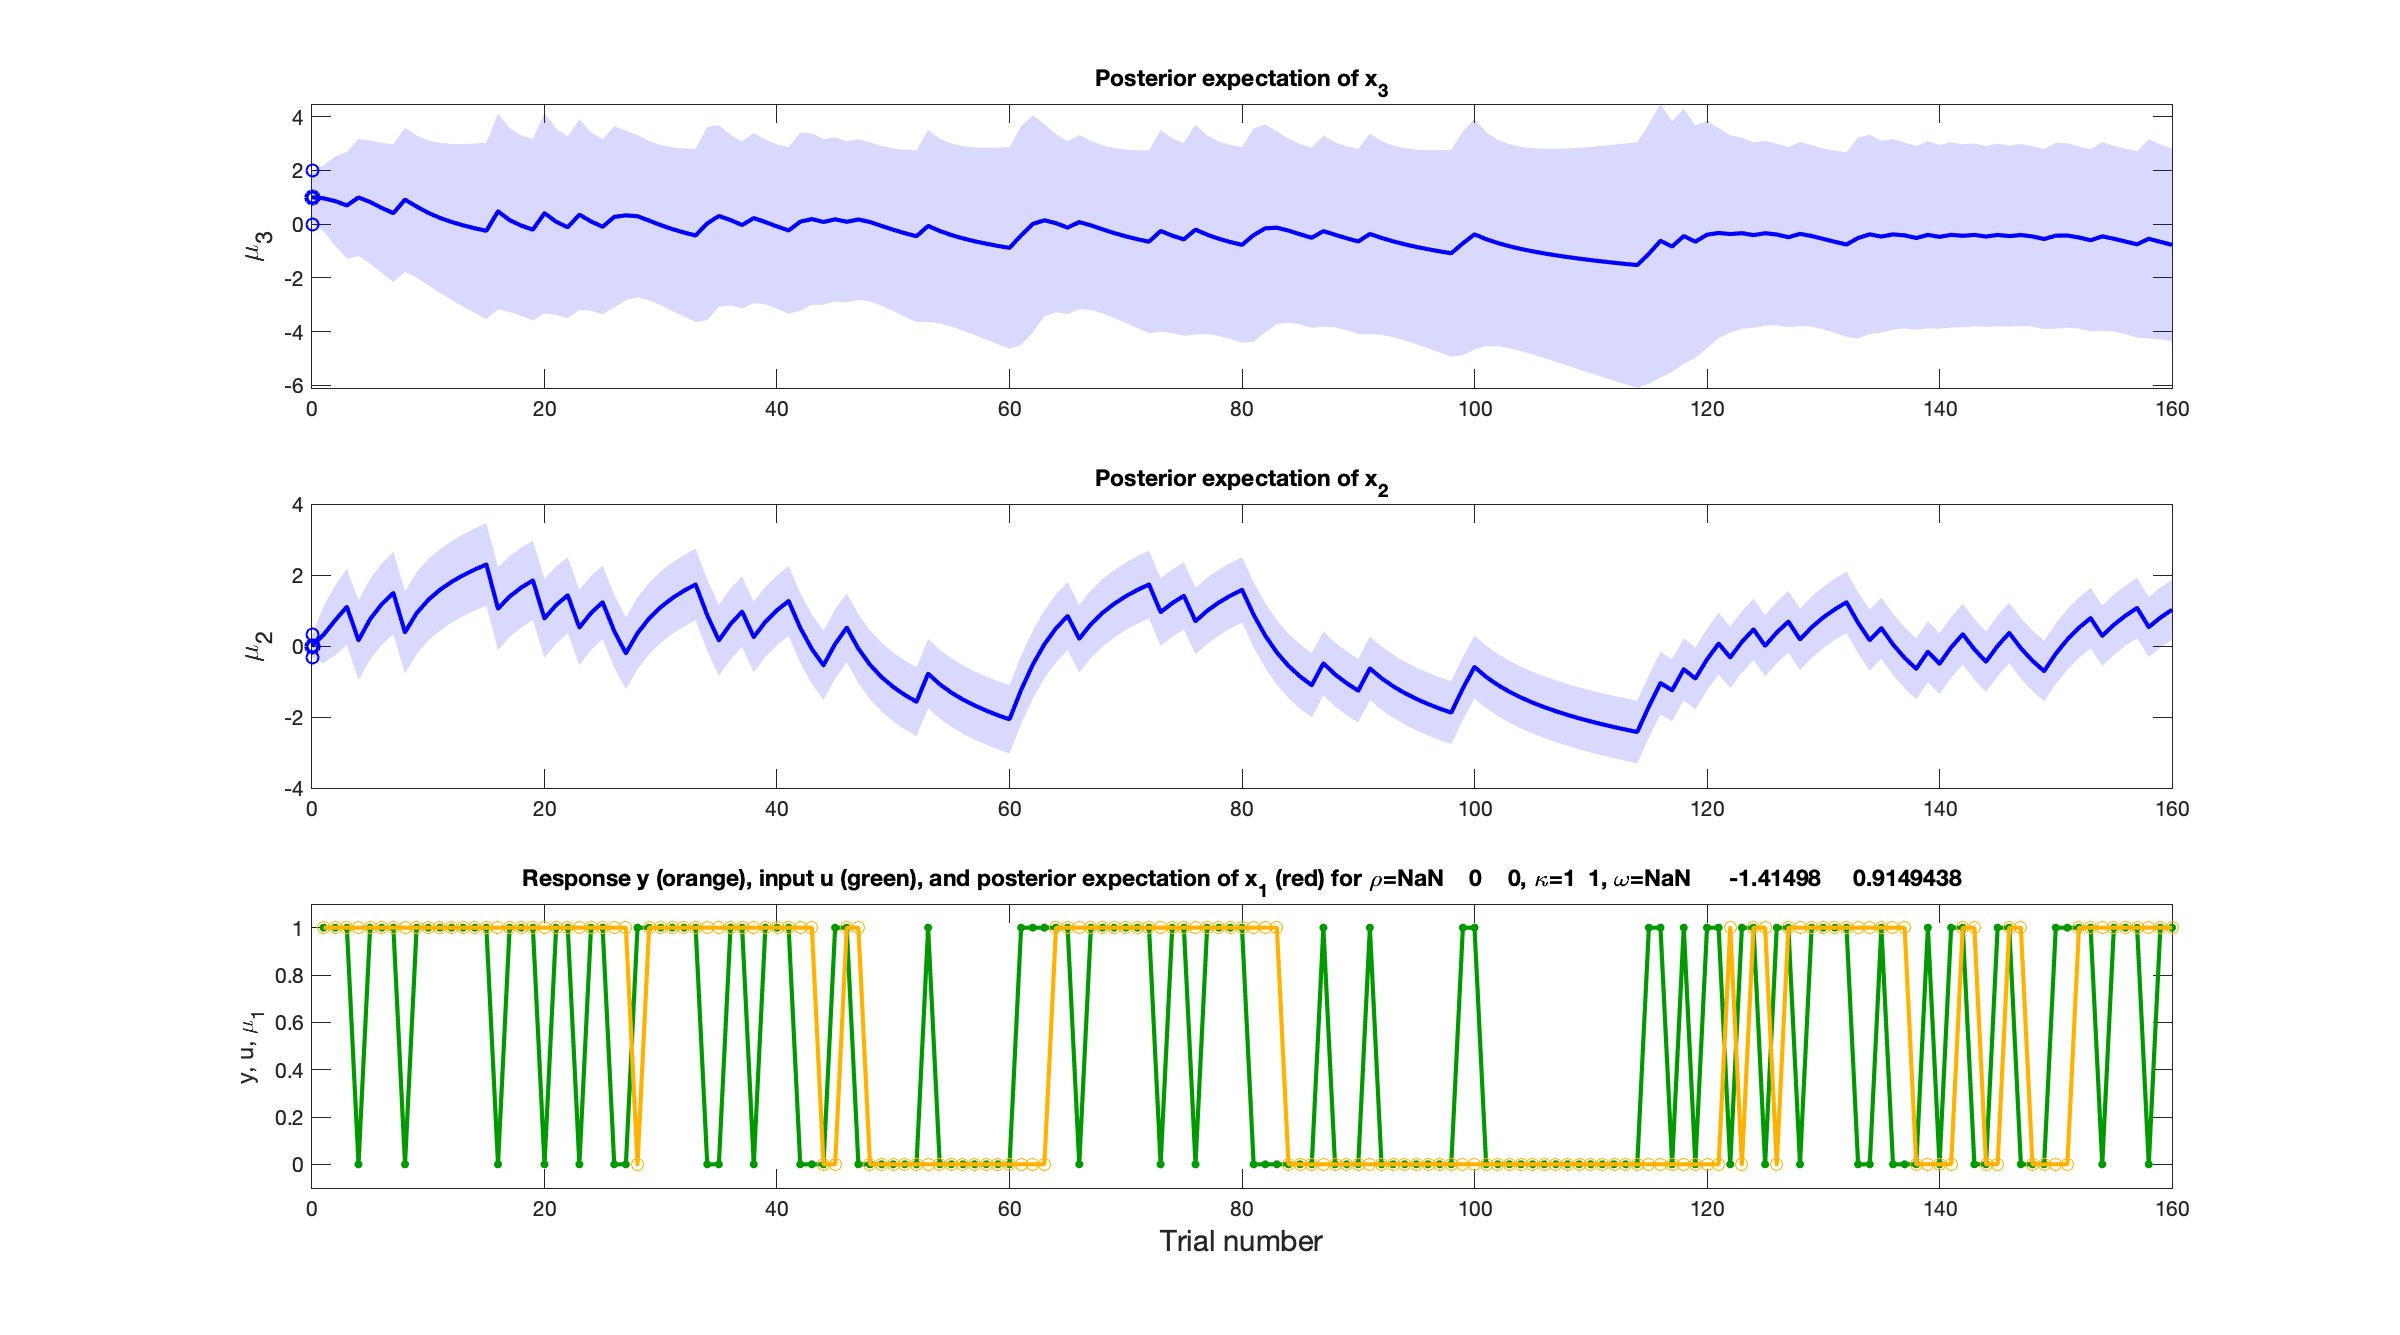 Posterior expectation of x3
μ3
4
2
0
-2
-4
-6
0 20 40 60 80 100 120 140 160
Posterior expectation of x2
μ2
4
2
0
-2
-4
0 20 40 60 80 100 120 140 160
Response y (orange), input u (green), and posterior expectation of x1 (red) for ρ=NaN 0 0, κ=1 1, ω=NaN -1.41498 0.9149438
y, u, μ1
1
0.8
0.6
0.4
0.2
0
0 20 40 60 80 100 120 140 160
Trial number